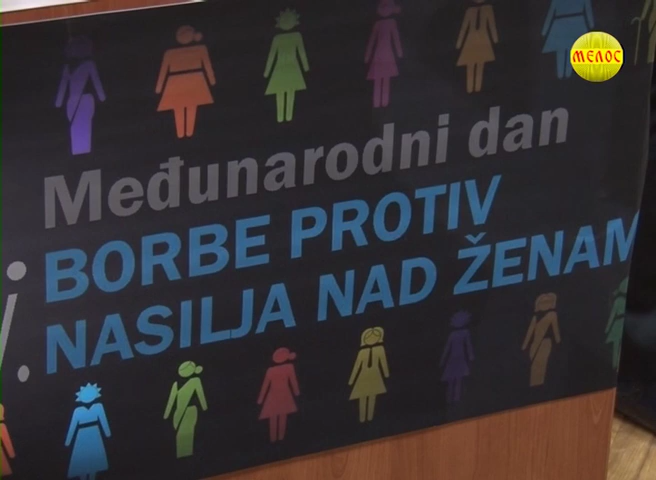 МЕЛОС
Međunarodni dan
BORBE PROTIV
NASILJA NAD ŽENAM